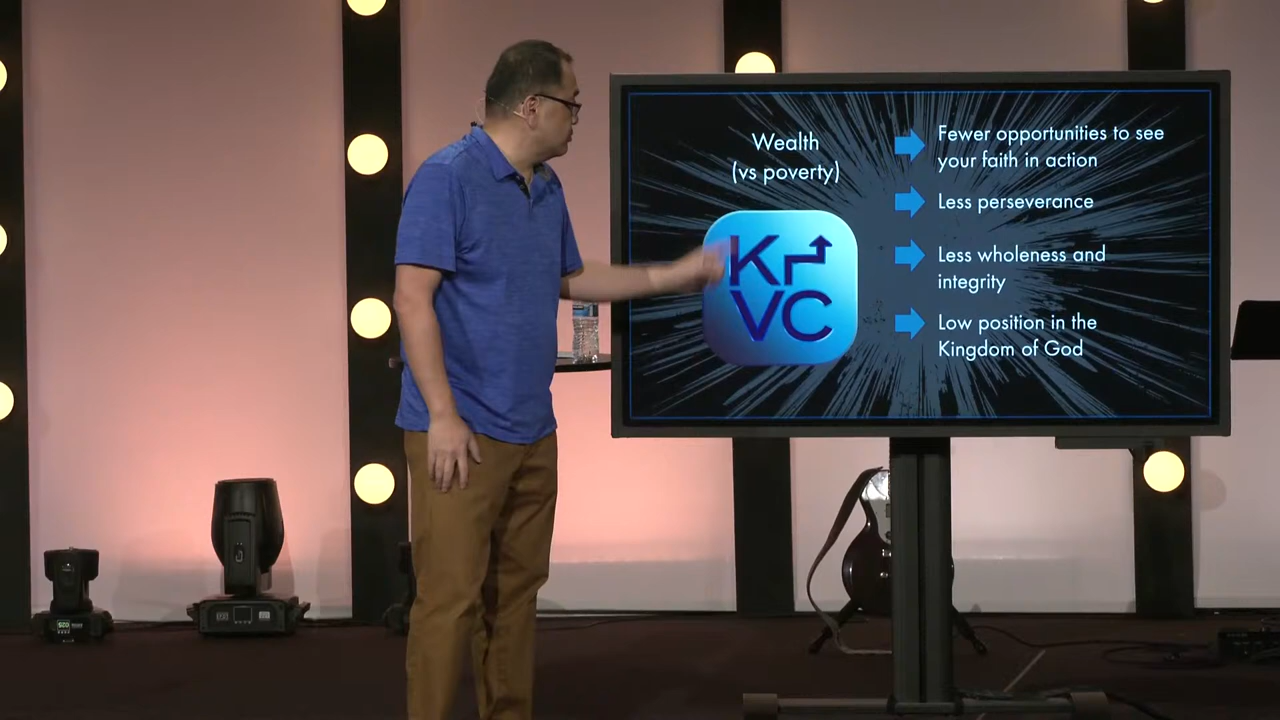 Wealth
(vs poverty)
K
VC
Fewer opportunities to see
your faith in action
Less perseverance
Less wholeness and
integrity
Low position in the
Kingdom of God